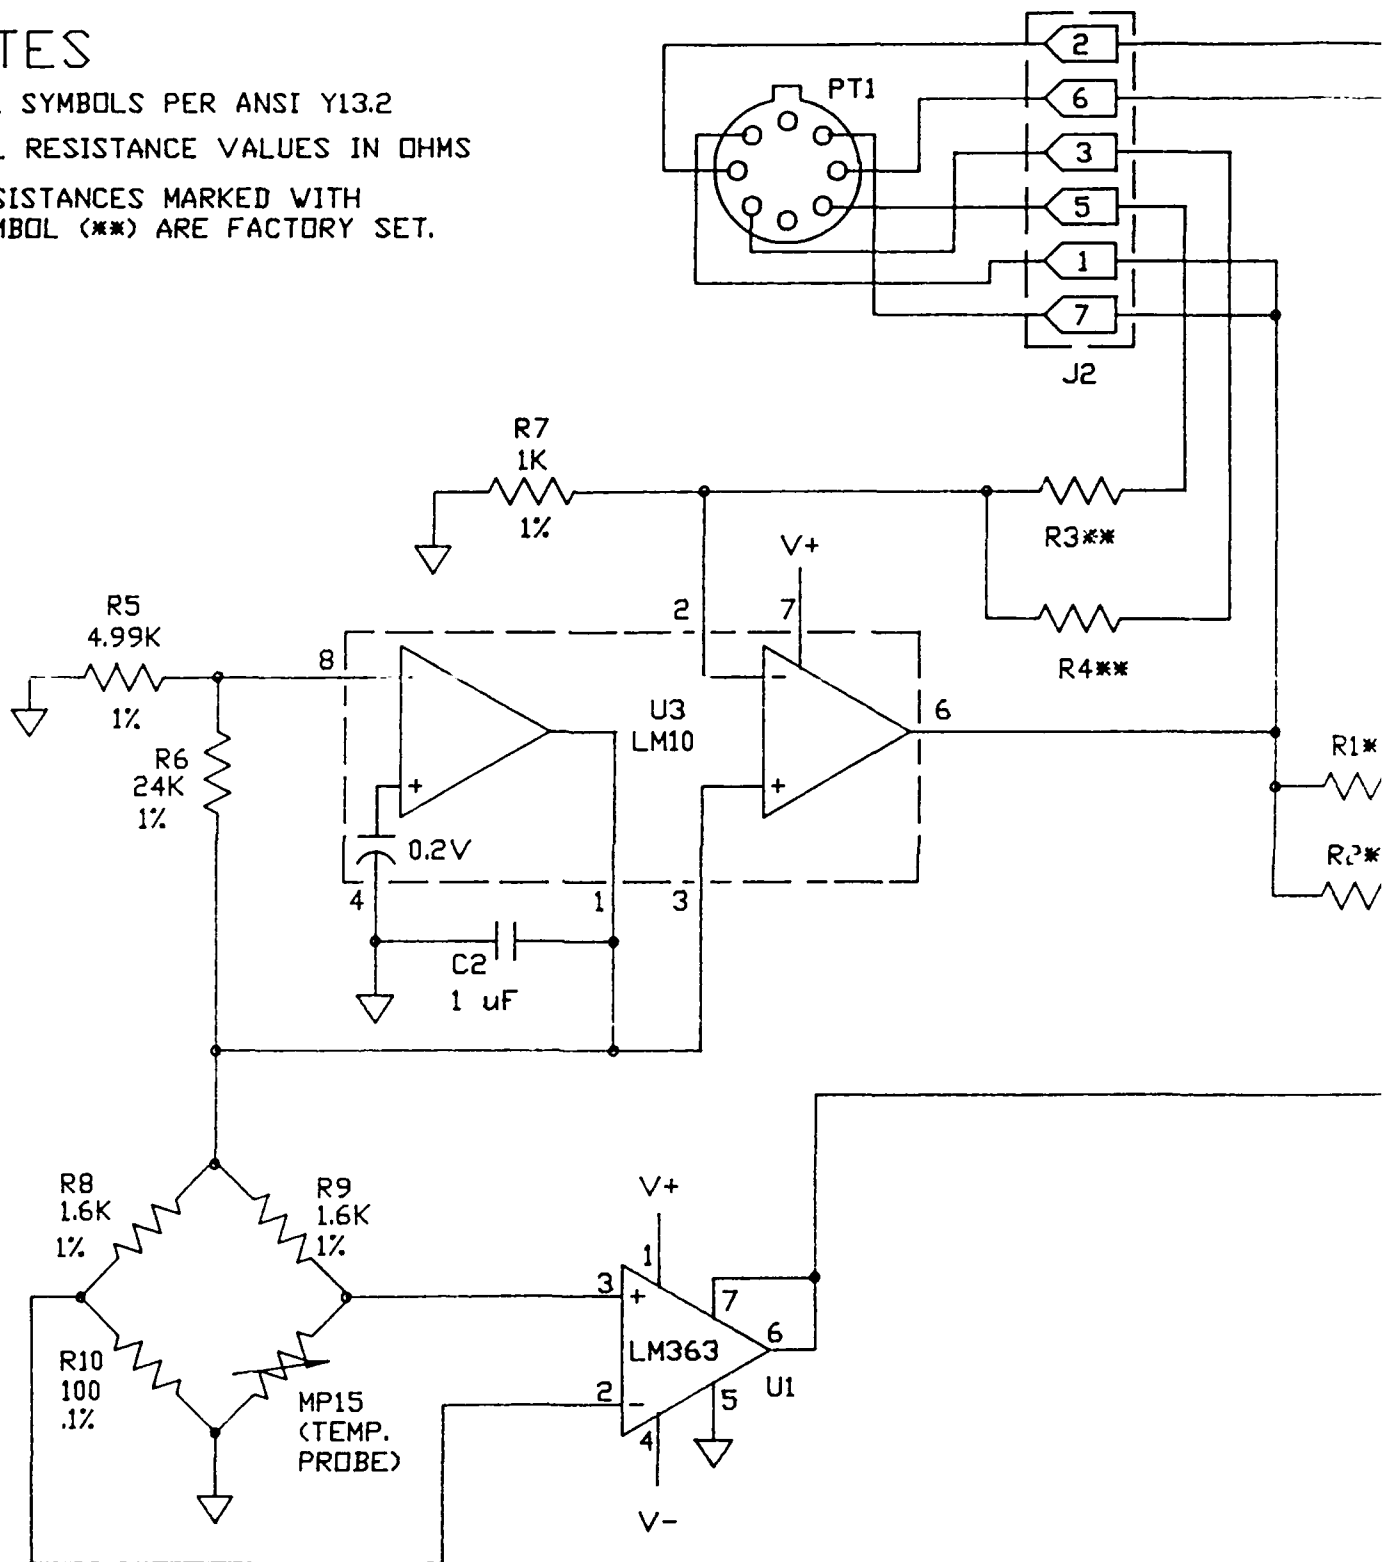 TES
L SYMBOLS PER ANSI Y13.2
L RESISTANCE VALUES IN OHMS
SISTANCES MARKED WITH
MBOL (**) ARE FACTORY SET.
PT1
2
6
3
5
1
7
J2
R7
1K
1%
R3**
V+
2
7
R4**
R5
4.99K
1%
8
-
-
U3
LM10
6
R6
24K
1%
+
+
0.2V
R1*
R2*
4
1
3
C2
1 uF
R8
1.6K
1%
R9
1.6K
1%
V+
1
3
+
7
LM363
6
U1
2
-
5
4
V-
R10
100
.1%
MP15
(TEMP.
PROBE)